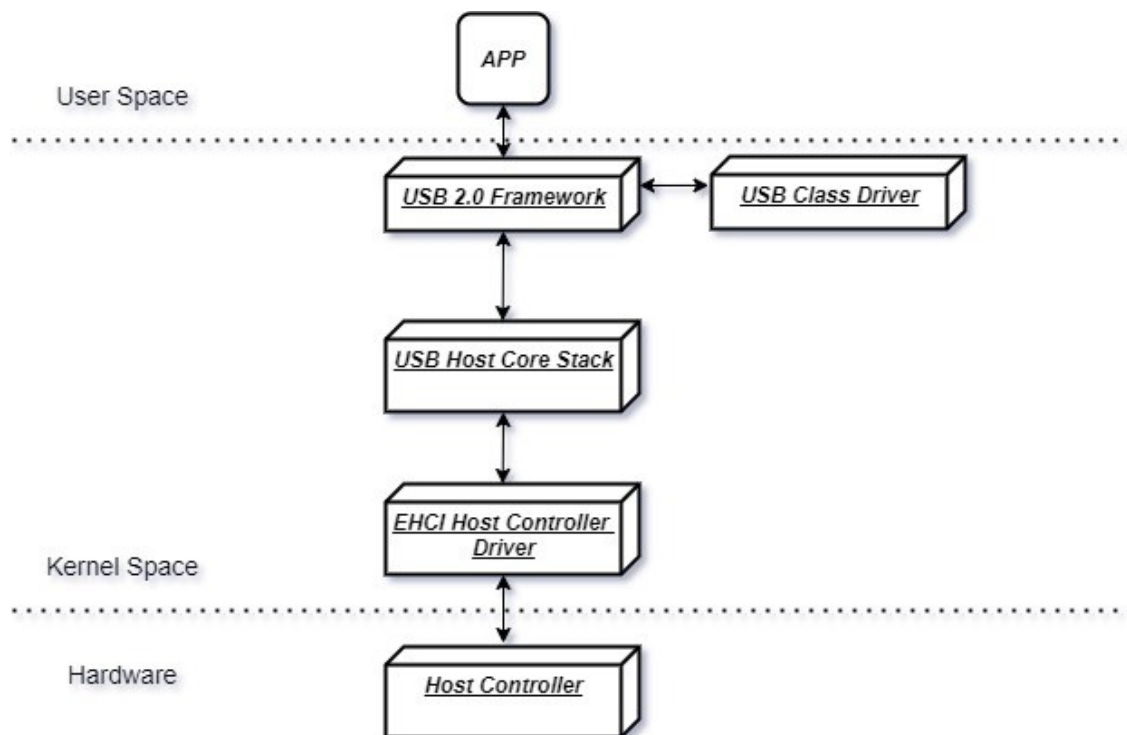 APP
User Space
USB 2.0 Framework
USB Class Driver
USB Host Core Stack
EHCI Host Controller
Driver
Kernel Space
Hardware
Host Controller